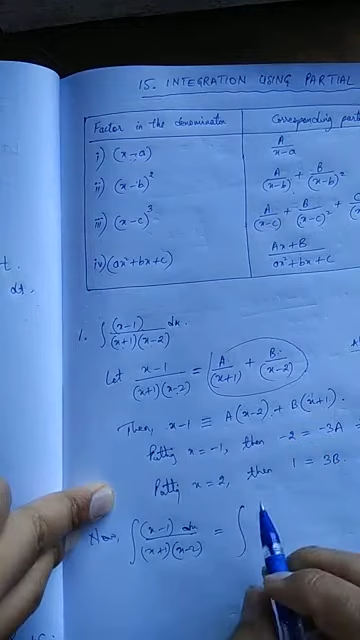 15. INTEGRATION USING PARTIAL
Factor in the denominator
Corresponding
i) (x-a)
A/(x-a)
ii) (x-b)²
A/(x-b) + B/(x-b)²
iii) (x-c)³
A/(x-c) + B/(x-c)² +
iv) (ax²+bx+c)
(Ax+B)/(ax²+bx+c)
t.
dt,
1. ∫ (x-1)/((x+1)(x-2)) dx.
Let (x-1)/((x+1)(x-2)) = A/(x+1) + B/(x-2)
Then, x-1 ≡ A(x-2) + B(x+1).
Putting x = -1, then -2 = -3A
Putting x = 2, then 1 = 3B.
Now, ∫ (x-1) dx/((x+1)(x-2)) = ∫